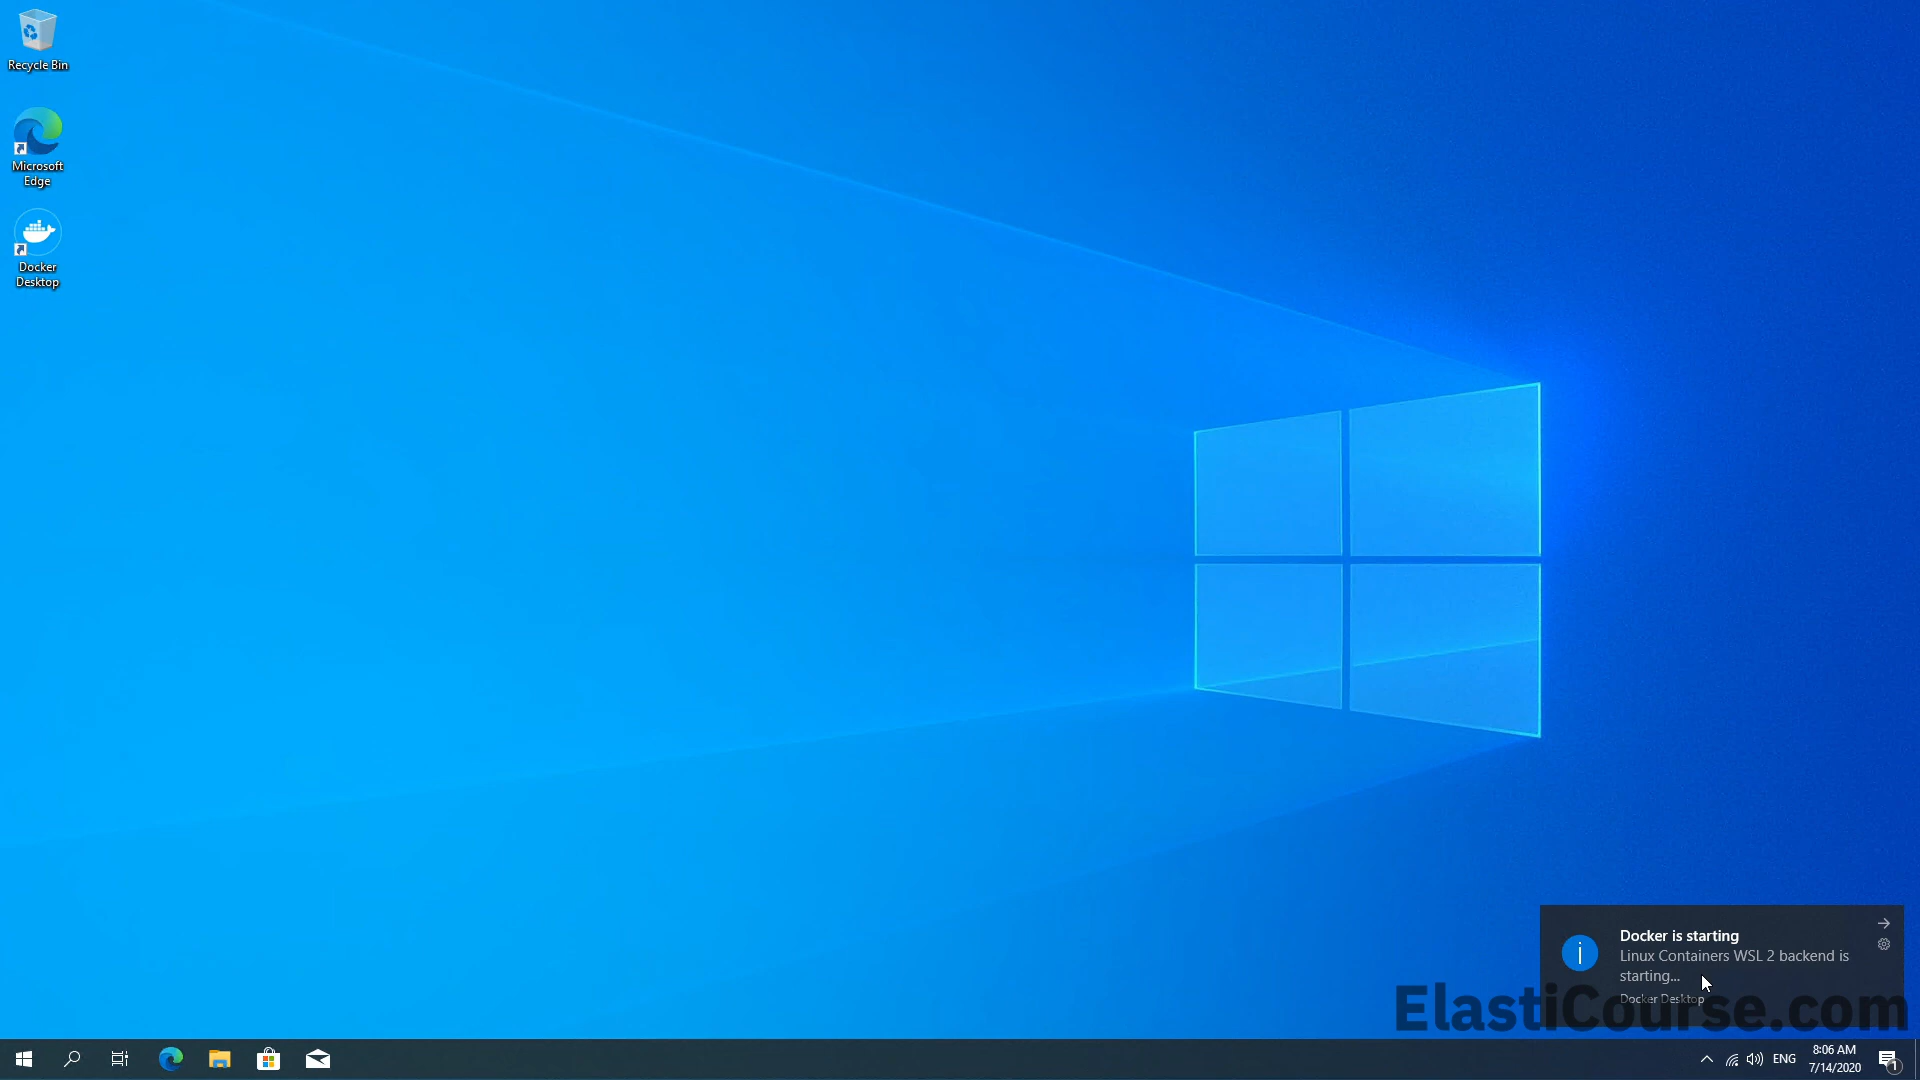 Recycle Bin
Microsoft
Edge
Docker
Desktop
Docker is starting
Linux Containers WSL 2 backend is
starting...
Docker Desktop
ElastiCourse.com
ENG
8:06 AM
7/14/2020
1